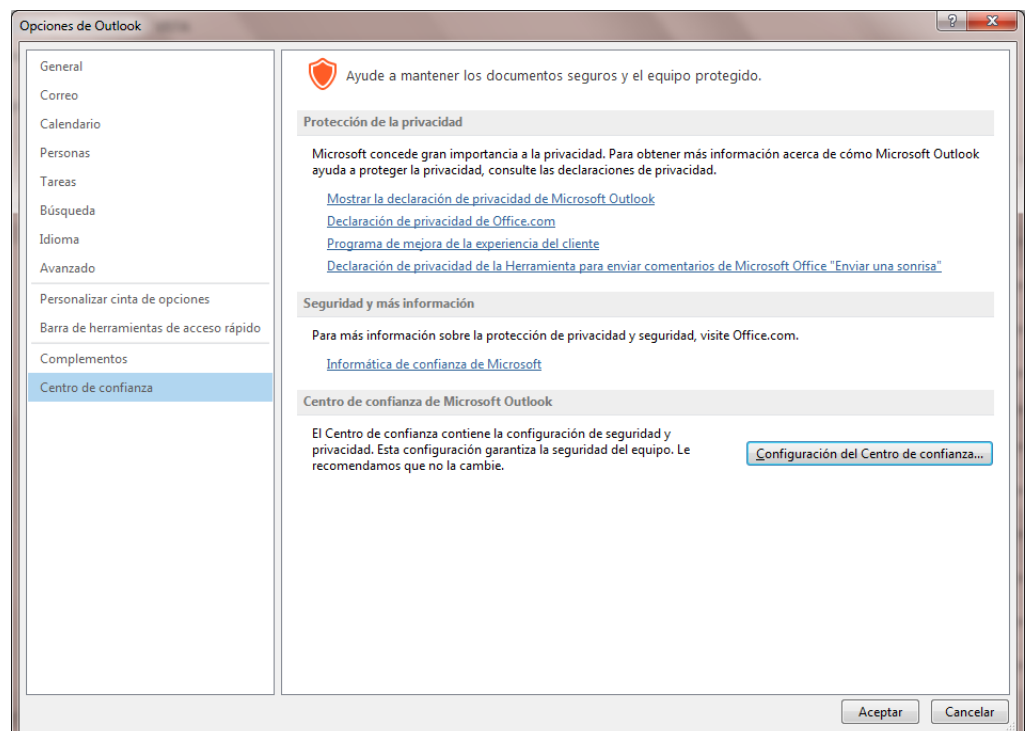 Opciones de Outlook
General
Correo
Calendario
Personas
Tareas
Búsqueda
Idioma
Avanzado
Personalizar cinta de opciones
Barra de herramientas de acceso rápido
Complementos
Centro de confianza
Ayude a mantener los documentos seguros y el equipo protegido.
Protección de la privacidad
Microsoft concede gran importancia a la privacidad. Para obtener más información acerca de cómo Microsoft Outlook
ayuda a proteger la privacidad, consulte las declaraciones de privacidad.
Mostrar la declaración de privacidad de Microsoft Outlook
Declaración de privacidad de Office.com
Programa de mejora de la experiencia del cliente
Declaración de privacidad de la Herramienta para enviar comentarios de Microsoft Office "Enviar una sonrisa"
Seguridad y más información
Para más información sobre la protección de privacidad y seguridad, visite Office.com.
Informática de confianza de Microsoft
Centro de confianza de Microsoft Outlook
El Centro de confianza contiene la configuración de seguridad y
privacidad. Esta configuración garantiza la seguridad del equipo. Le
recomendamos que no la cambie.
Configuración del Centro de confianza...
Aceptar
Cancelar